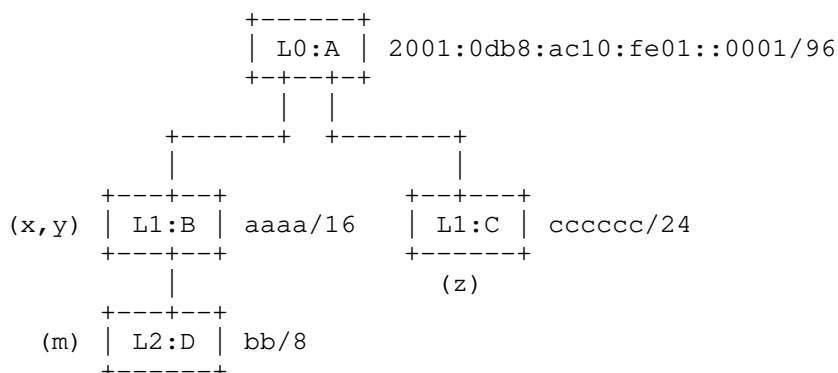 L0:A 2001:0db8:ac10:fe01::0001/96
(x,y) L1:B aaaa/16 L1:C cccccc/24
(z)
(m) L2:D bb/8